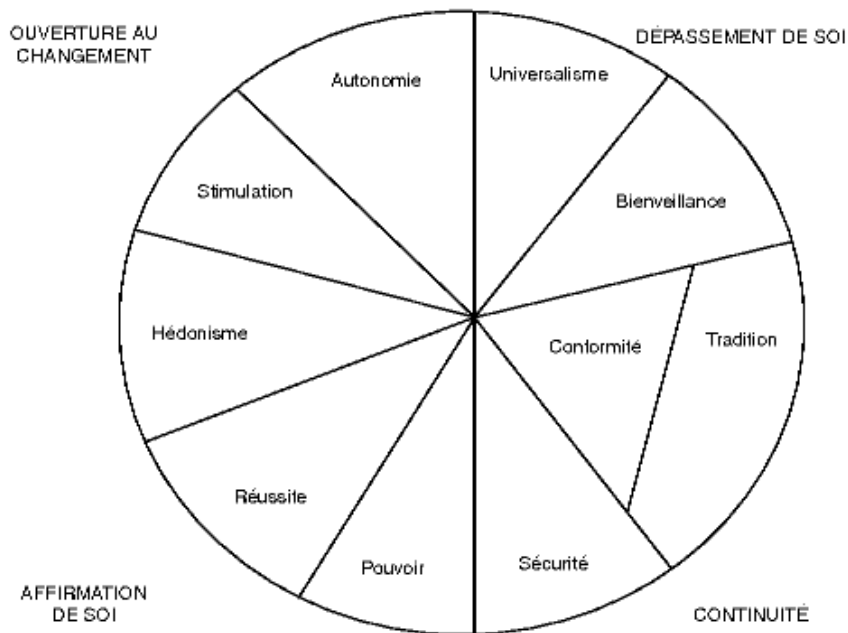 OUVERTURE AU
CHANGEMENT
DÉPASSEMENT DE SOI
Autonomie
Universalisme
Stimulation
Bienveillance
Hédonisme
Conformité
Tradition
Réussite
Pouvoir
Sécurité
AFFIRMATION
DE SOI
CONTINUITÉ